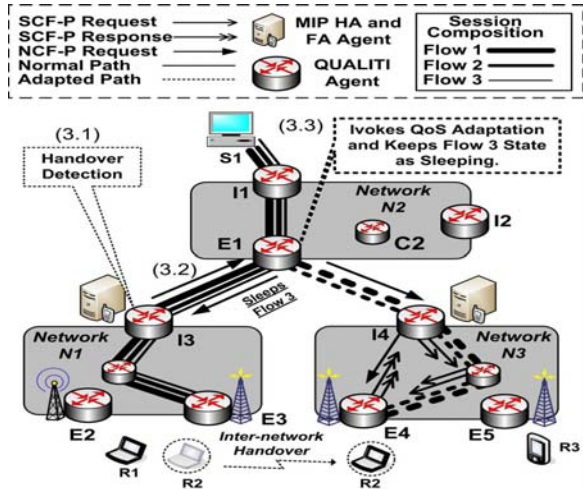 SCF-P Request
SCF-P Response
NCF-P Request
Normal Path
Adapted Path
MIP HA and
FA Agent
QUALITI
Agent
Session
Composition
Flow 1
Flow 2
Flow 3
(3.1)
Handover
Detection
S1
(3.3)
Ivokes QoS Adaptation
and Keeps Flow 3 State
as Sleeping.
I1
Network
N2
I2
E1
C2
(3.2)
Sleeps
Flow 3
I3
Network
N1
E2
E3
I4
Network
N3
E4
E5
R1
R2
Inter-network
Handover
R2
R3